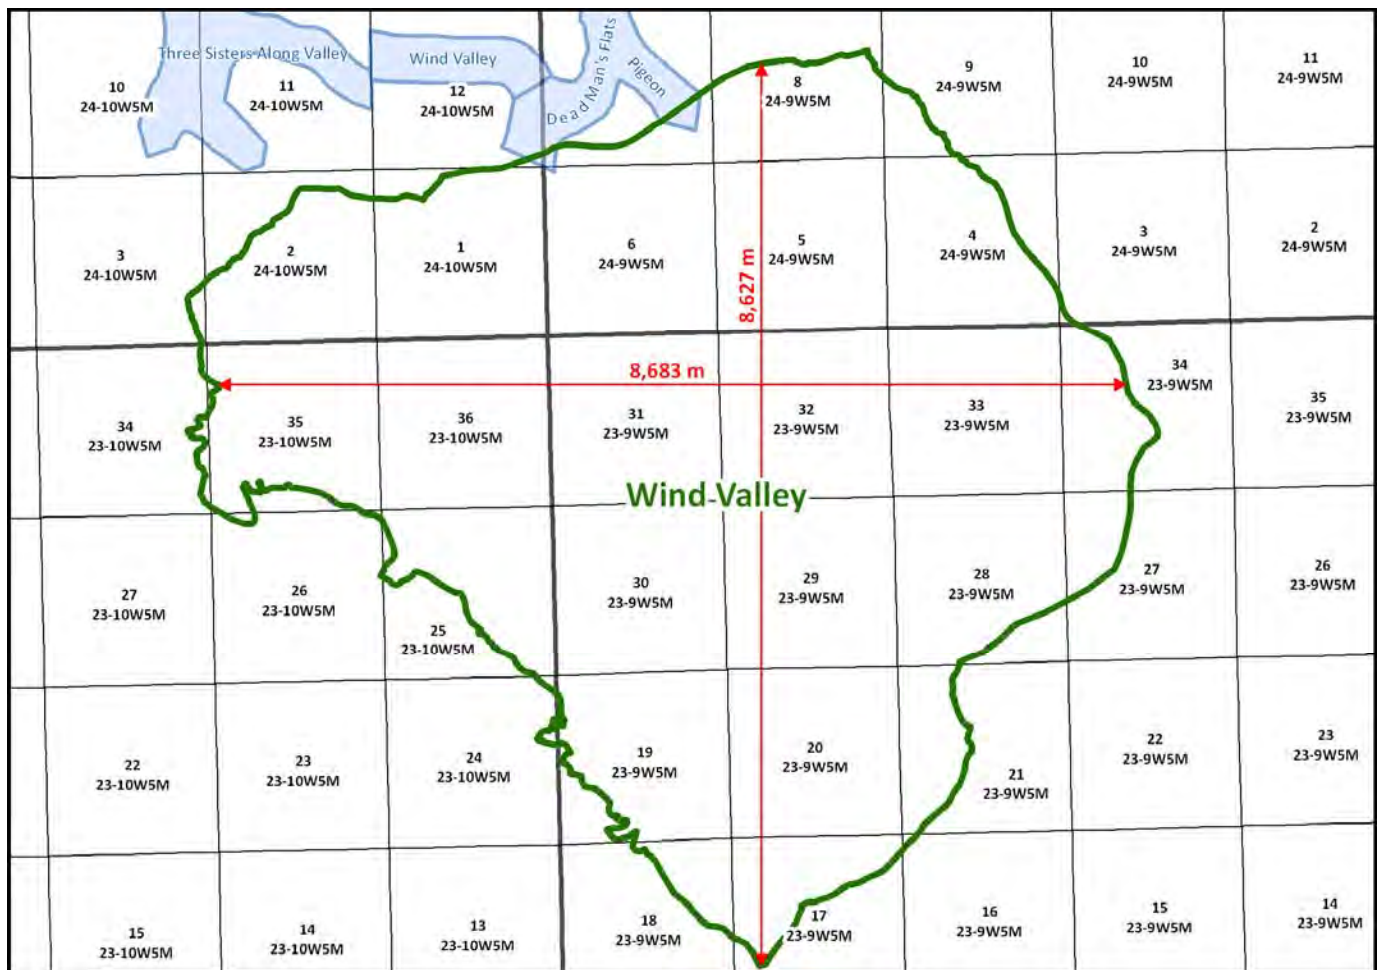 Three Sisters Along Valley
Wind Valley
Dead Man's Flats
Pigeon
10
24-10W5M
11
24-10W5M
12
24-10W5M
8
24-9W5M
9
24-9W5M
10
24-9W5M
11
24-9W5M
3
24-10W5M
2
24-10W5M
1
24-10W5M
6
24-9W5M
5
24-9W5M
4
24-9W5M
3
24-9W5M
2
24-9W5M
8,627 m
8,683 m
34
23-10W5M
35
23-10W5M
36
23-10W5M
31
23-9W5M
32
23-9W5M
33
23-9W5M
34
23-9W5M
35
23-9W5M
Wind Valley
27
23-10W5M
26
23-10W5M
25
23-10W5M
30
23-9W5M
29
23-9W5M
28
23-9W5M
27
23-9W5M
26
23-9W5M
22
23-10W5M
23
23-10W5M
24
23-10W5M
19
23-9W5M
20
23-9W5M
21
23-9W5M
22
23-9W5M
23
23-9W5M
15
23-10W5M
14
23-10W5M
13
23-10W5M
18
23-9W5M
17
23-9W5M
16
23-9W5M
15
23-9W5M
14
23-9W5M